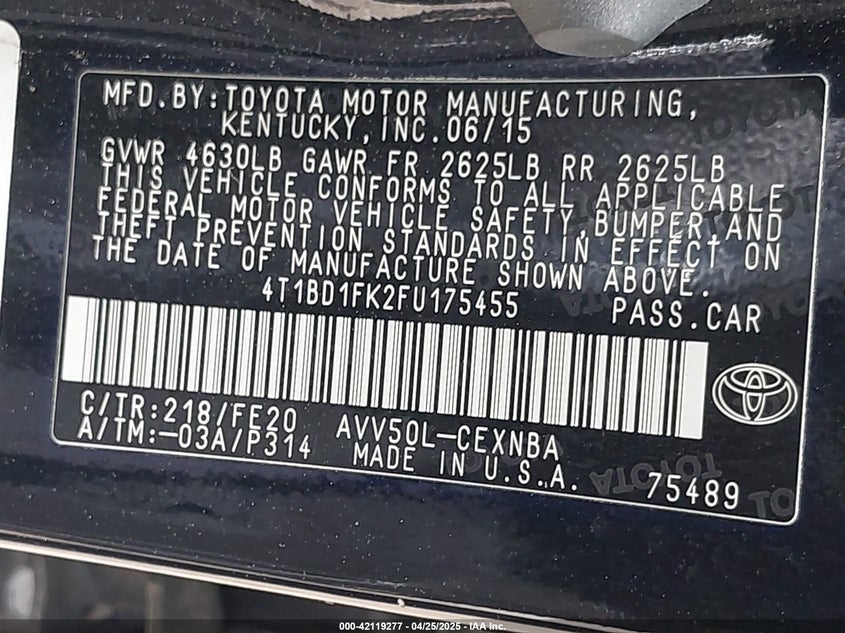 MFD.BY:TOYOTA MOTOR MANUFACTURING,
KENTUCKY,INC.06/15
GVWR 4630LB GAWR FR 2625LB RR 2625LB
THIS VEHICLE CONFORMS TO ALL APPLICABLE
FEDERAL MOTOR VEHICLE SAFETY,BUMPER,AND
THEFT PREVENTION STANDARDS IN EFFECT ON
THE DATE OF MANUFACTURE SHOWN ABOVE.
4T1BD1FK2FU175455 PASS.CAR
C/TR:218/FE20 AVV50L-CEXNBA
A/TM:-03A/P314 MADE IN U.S.A. 75489
000-42119277 - 04/25/2025 - IAA Inc.